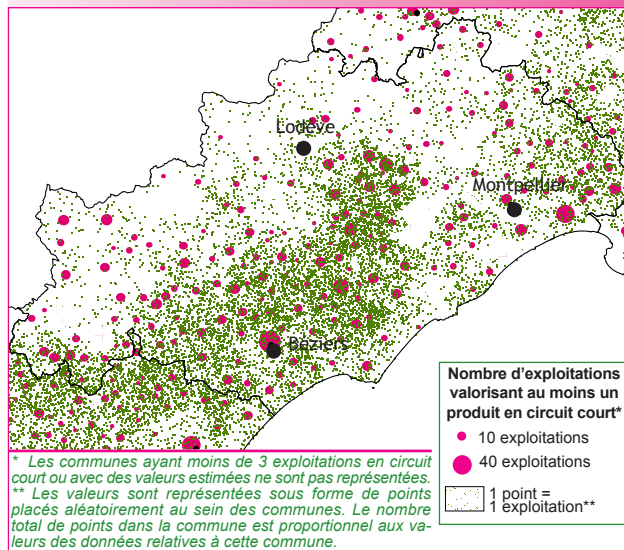 Lodève
Montpellier
Béziers
Nombre d'exploitations
valorisant au moins un
produit en circuit court*
10 exploitations
40 exploitations
1 point =
1 exploitation**
* Les communes ayant moins de 3 exploitations en circuit
court ou avec des valeurs estimées ne sont pas représentées.
** Les valeurs sont représentées sous forme de points
placés aléatoirement au sein des communes. Le nombre
total de points dans la commune est proportionnel aux va-
leurs des données relatives à cette commune.